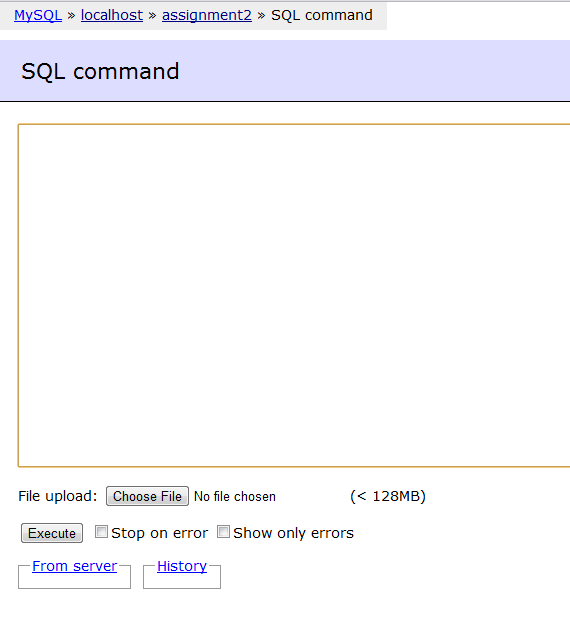 MySQL » localhost » assignment2 » SQL command
SQL command
File upload: Choose File No file chosen (< 128MB)
Execute Stop on error Show only errors
From server History